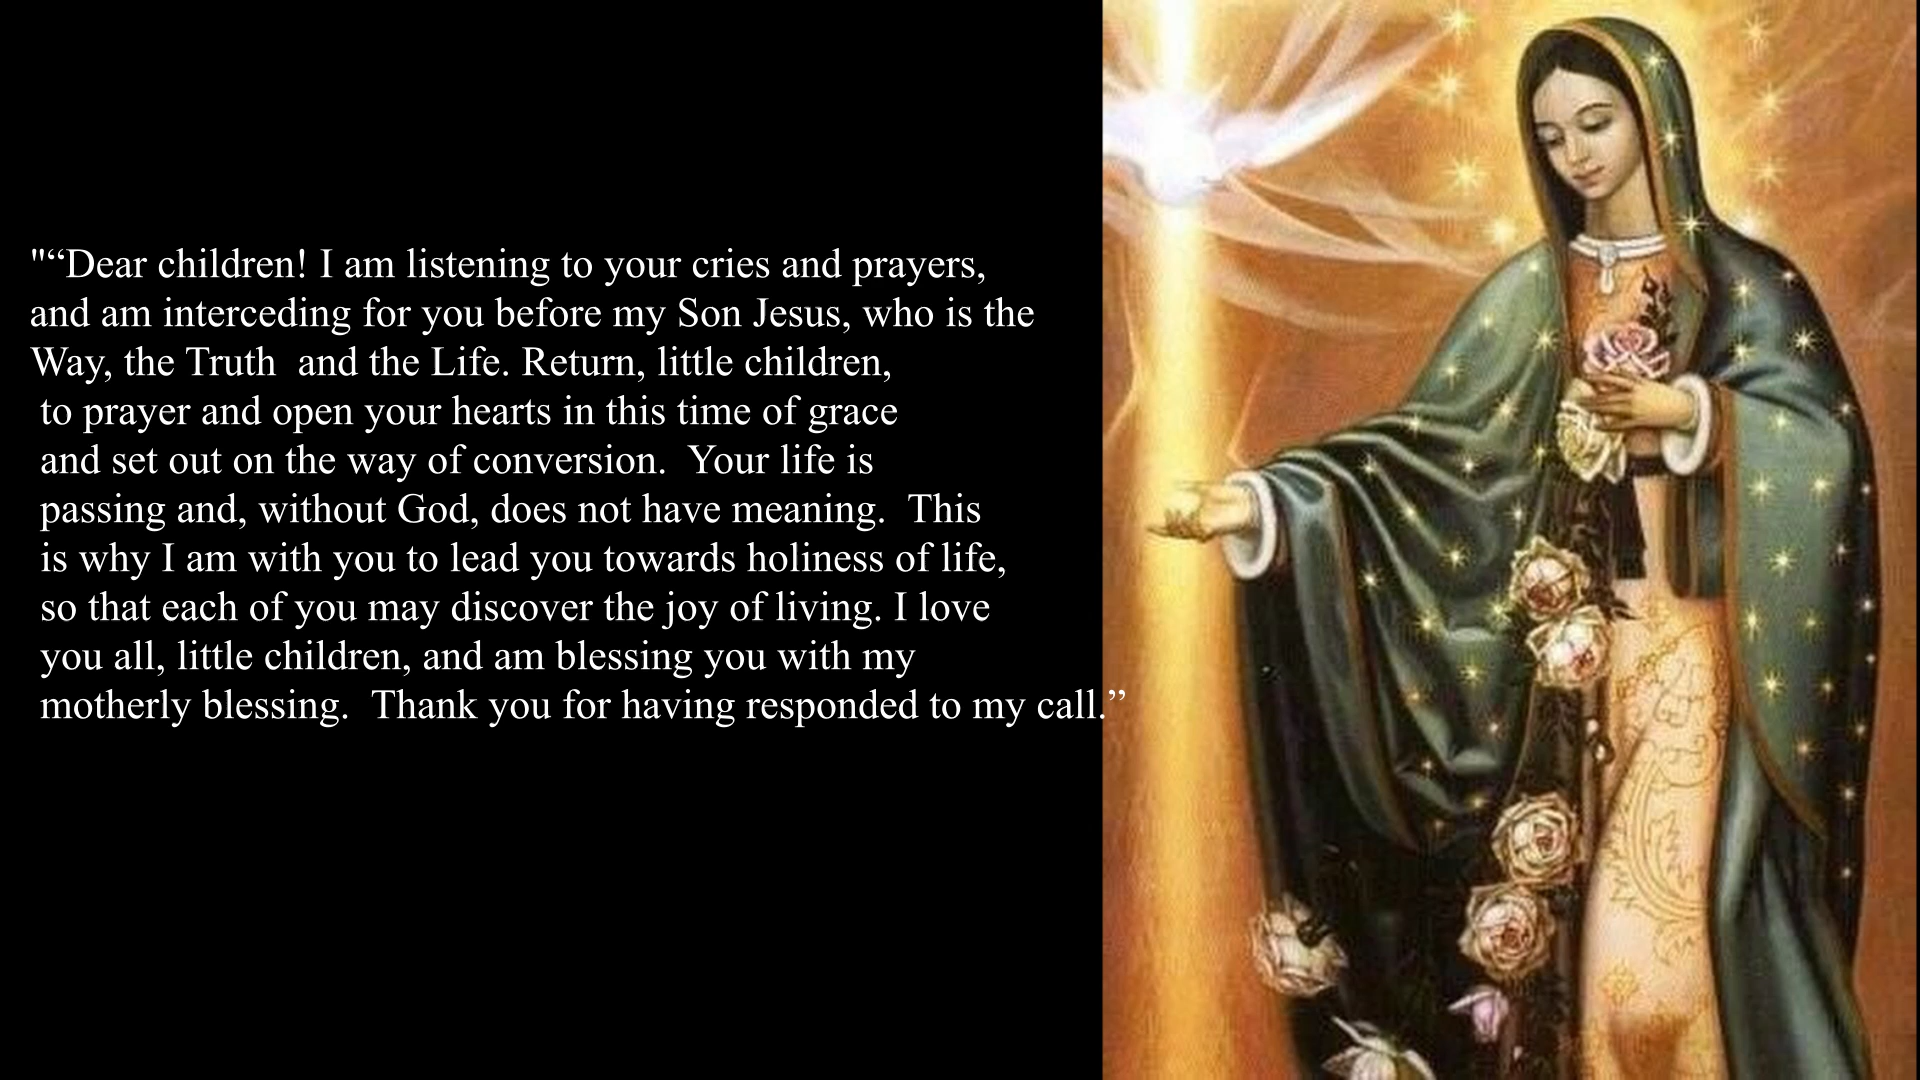 "“Dear children! I am listening to your cries and prayers,
and am interceding for you before my Son Jesus, who is the
Way, the Truth  and the Life. Return, little children,
to prayer and open your hearts in this time of grace
and set out on the way of conversion.  Your life is
passing and, without God, does not have meaning.  This
is why I am with you to lead you towards holiness of life,
so that each of you may discover the joy of living. I love
you all, little children, and am blessing you with my
motherly blessing.  Thank you for having responded to my call.”